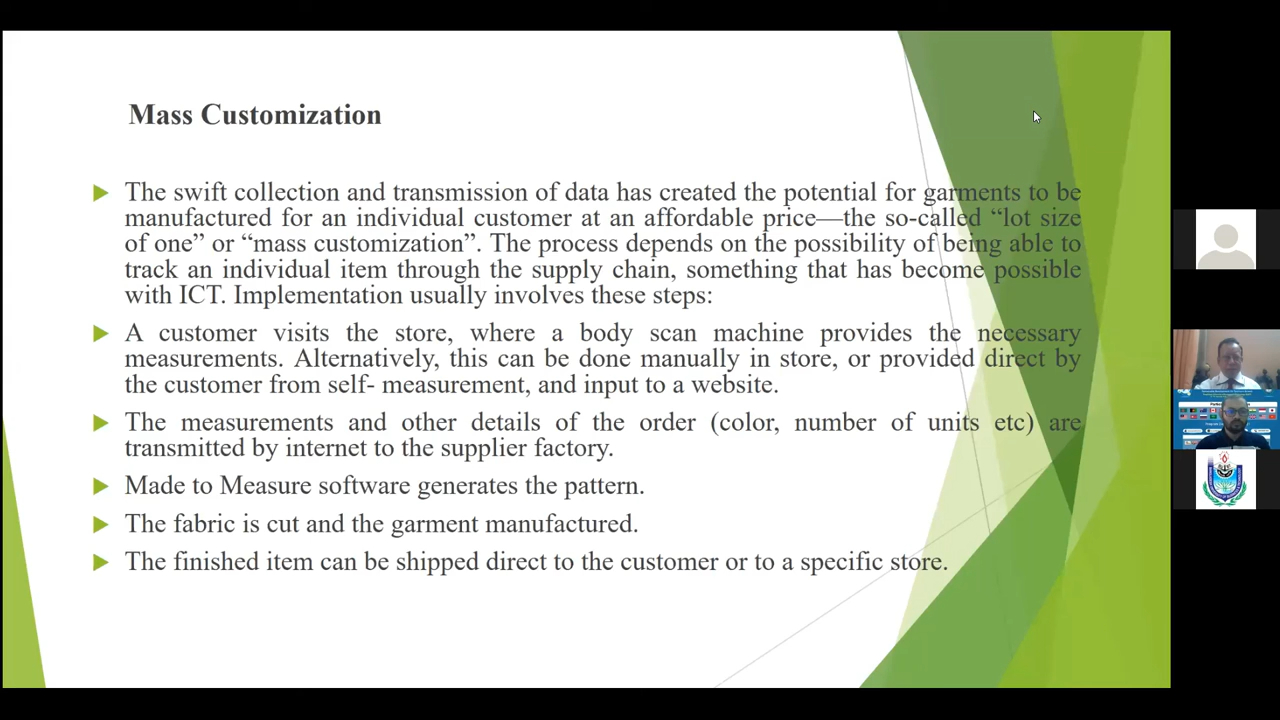 Mass Customization
The swift collection and transmission of data has created the potential for garments to be
manufactured for an individual customer at an affordable price—the so-called “lot size
of one” or “mass customization”. The process depends on the possibility of being able to
track an individual item through the supply chain, something that has become possible
with ICT. Implementation usually involves these steps:
A customer visits the store, where a body scan machine provides the necessary
measurements. Alternatively, this can be done manually in store, or provided direct by
the customer from self- measurement, and input to a website.
The measurements and other details of the order (color, number of units etc) are
transmitted by internet to the supplier factory.
Made to Measure software generates the pattern.
The fabric is cut and the garment manufactured.
The finished item can be shipped direct to the customer or to a specific store.